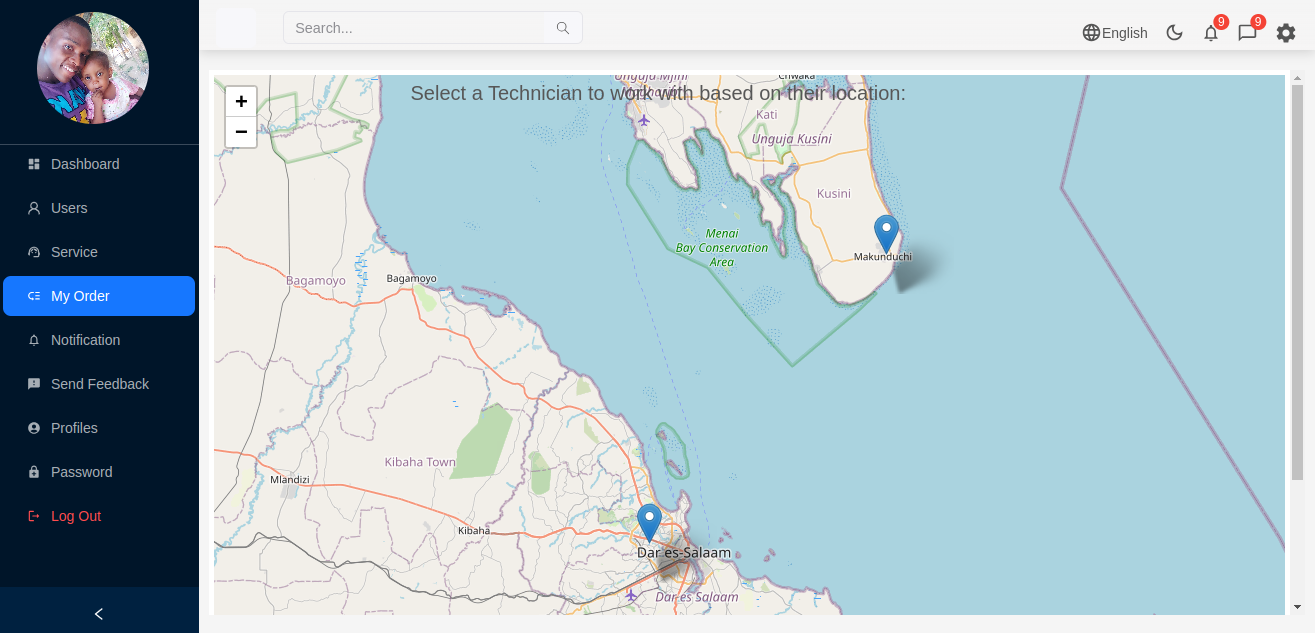 Search...
English
9
9
Dashboard
Users
Service
My Order
Notification
Send Feedback
Profiles
Password
Log Out
+
−
Select a Technician to work with based on their location:
Unguja Mjini
Chwaka
Kati
Unguja Kusini
Kusini
Menai
Bay Conservation
Area
Makunduchi
Bagamoyo
Bagamoyo
Kibaha Town
Mlandizi
Kibaha
Dar es-Salaam
Dar es Salaam